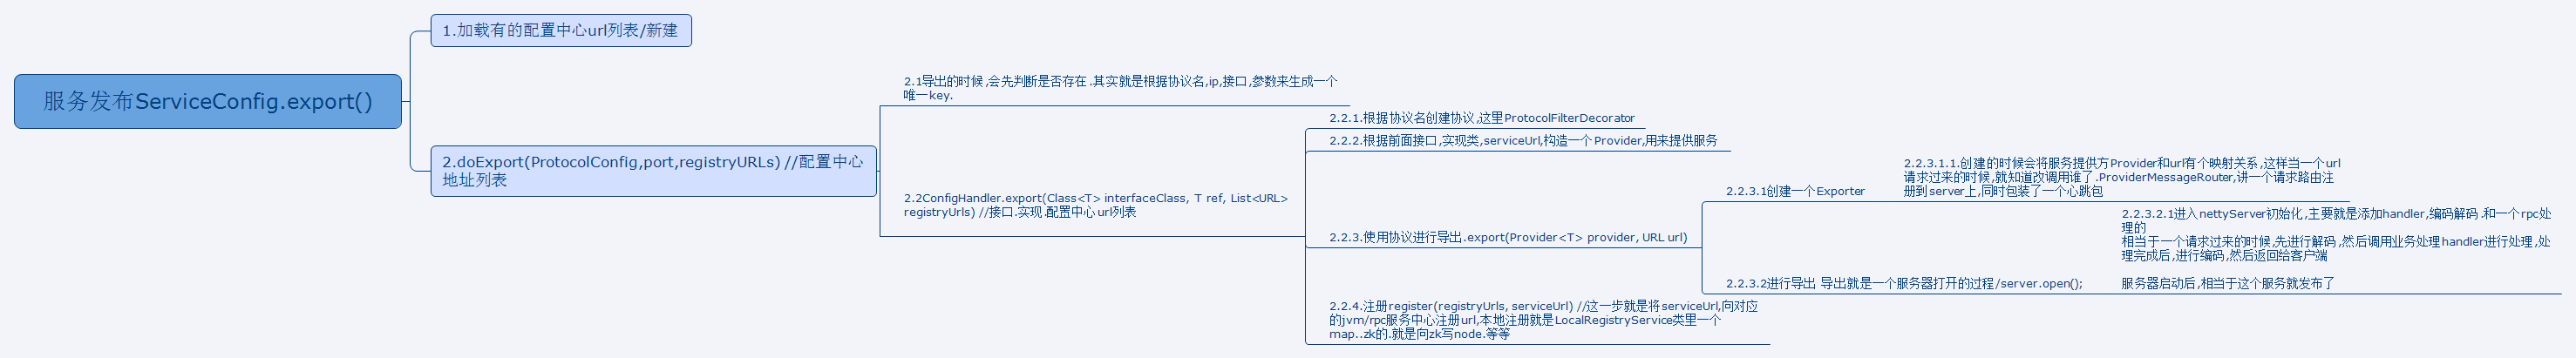 服务发布ServiceConfig.export()
1.加载有的配置中心url列表/新建
2.doExport(ProtocolConfig,port,registryURLs) //配置中心
地址列表
2.1导出的时候,会先判断是否存在.其实就是根据协议名,ip,接口,参数来生成一个
唯一key.
2.2ConfigHandler.export(Class<T> interfaceClass, T ref, List<URL>
registryUrls) //接口.实现.配置中心url列表
2.2.1.根据协议名创建协议,这里ProtocolFilterDecorator
2.2.2.根据前面接口,实现类,serviceUrl,构造一个Provider,用来提供服务
2.2.3.使用协议进行导出.export(Provider<T> provider, URL url)
2.2.3.1创建一个Exporter
2.2.3.1.1.创建的时候会将服务提供方Provider和url有个映射关系,这样当一个url
请求过来的时候,就知道改调用谁了.ProviderMessageRouter,讲一个请求路由注
册到server上,同时包装了一个心跳包
2.2.3.2进行导出 导出就是一个服务器打开的过程/server.open();
2.2.3.2.1进入nettyServer初始化,主要就是添加handler,编码解码.和一个rpc处
理的
相当于一个请求过来的时候,先进行解码,然后调用业务处理handler进行处理,处
理完成后,进行编码,然后返回给客户端
服务器启动后,相当于这个服务就发布了
2.2.4.注册register(registryUrls, serviceUrl) //这一步就是将serviceUrl,向对应
的jvm/rpc服务中心注册url,本地注册就是LocalRegistryService类里一个
map..zk的.就是向zk写node.等等